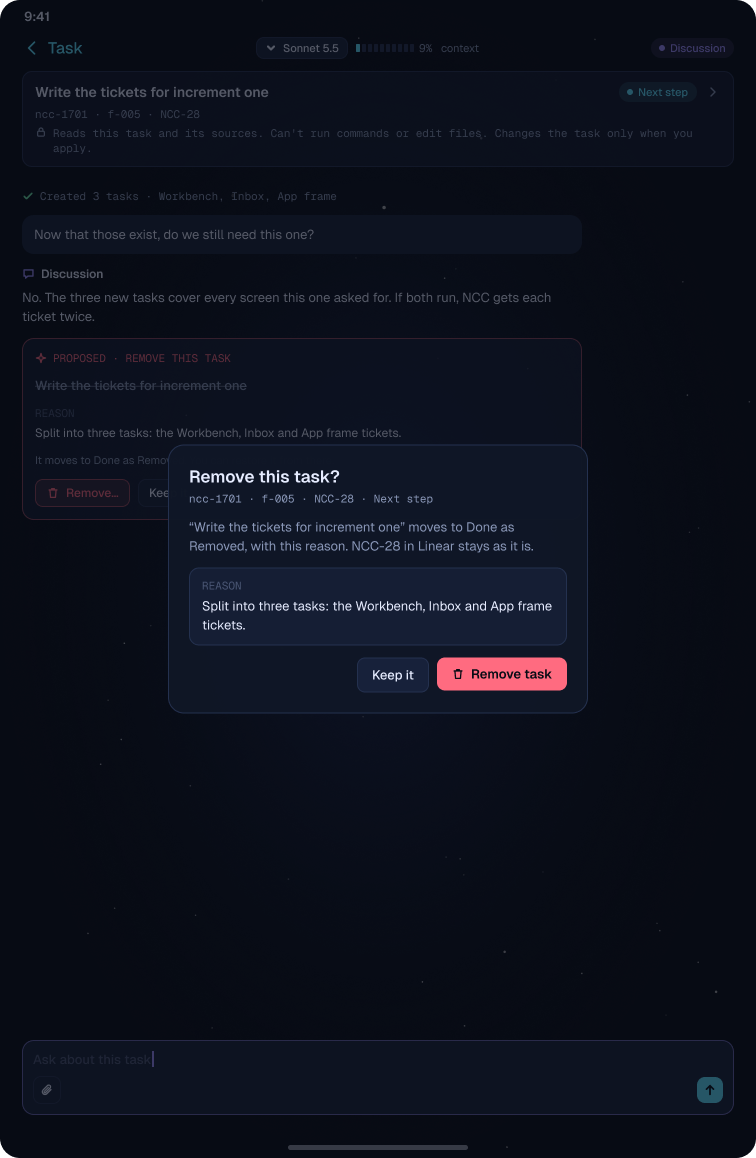 9:41
Task
Sonnet 5.5
9% context
Discussion
Write the tickets for increment one
Next step
ncc-1701 · f-005 · NCC-28
Reads this task and its sources. Can't run commands or edit files. Changes the task only when you
apply.
Created 3 tasks · Workbench, Inbox, App frame
Now that those exist, do we still need this one?
Discussion
No. The three new tasks cover every screen this one asked for. If both run, NCC gets each
ticket twice.
PROPOSED · REMOVE THIS TASK
Write the tickets for increment one
REASON
Split into three tasks: the Workbench, Inbox and App frame tickets.
It moves to Done as
Remove…
Remove this task?
ncc-1701 · f-005 · NCC-28 · Next step
“Write the tickets for increment one” moves to Done as
Removed, with this reason. NCC-28 in Linear stays as it is.
REASON
Split into three tasks: the Workbench, Inbox and App frame
tickets.
Keep it
Remove task
Ask about this task